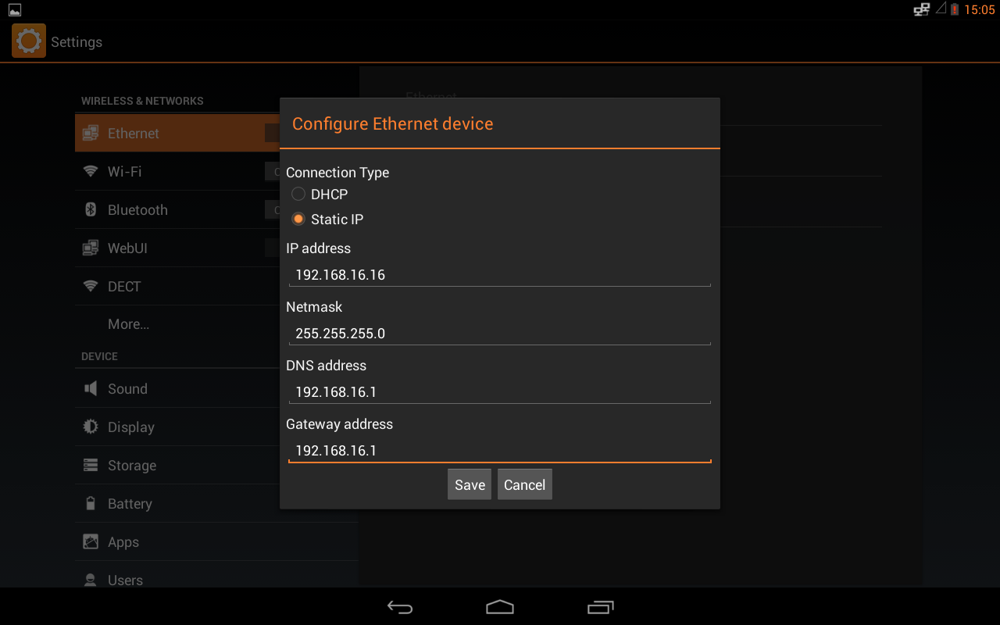 15:05
Settings
Ethernet
WIRELESS & NETWORKS
Ethernet
Wi-Fi
Bluetooth
WebUI
DECT
More...
DEVICE
Sound
Display
Storage
Battery
Apps
Users
Configure Ethernet device
Connection Type
DHCP
Static IP
IP address
192.168.16.16
Netmask
255.255.255.0
DNS address
192.168.16.1
Gateway address
192.168.16.1
Save Cancel